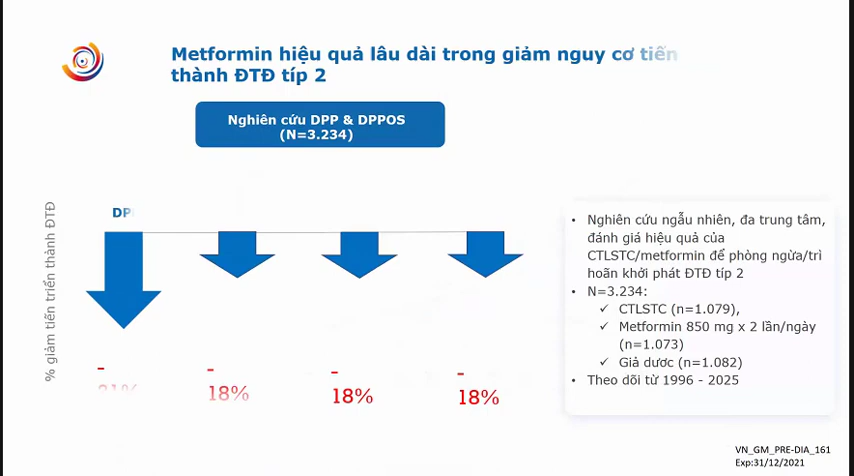 Metformin hiệu quả lâu dài trong giảm nguy cơ tiến
thành ĐTĐ típ 2
Nghiên cứu DPP & DPPOS
(N=3.234)
% giảm tiến triển thành ĐTĐ
-
18%
-
18%
-
18%
• Nghiên cứu ngẫu nhiên, đa trung tâm,
đánh giá hiệu quả của
CTLSTC/metformin để phòng ngừa/trì
hoãn khởi phát ĐTĐ típ 2
• N=3.234:
✓ CTLSTC (n=1.079),
✓ Metformin 850 mg x 2 lần/ngày
(n=1.073)
✓ Giả dược (n=1.082)
• Theo dõi từ 1996 - 2025
VN_GM_PRE-DIA_161
Exp:31/12/2021